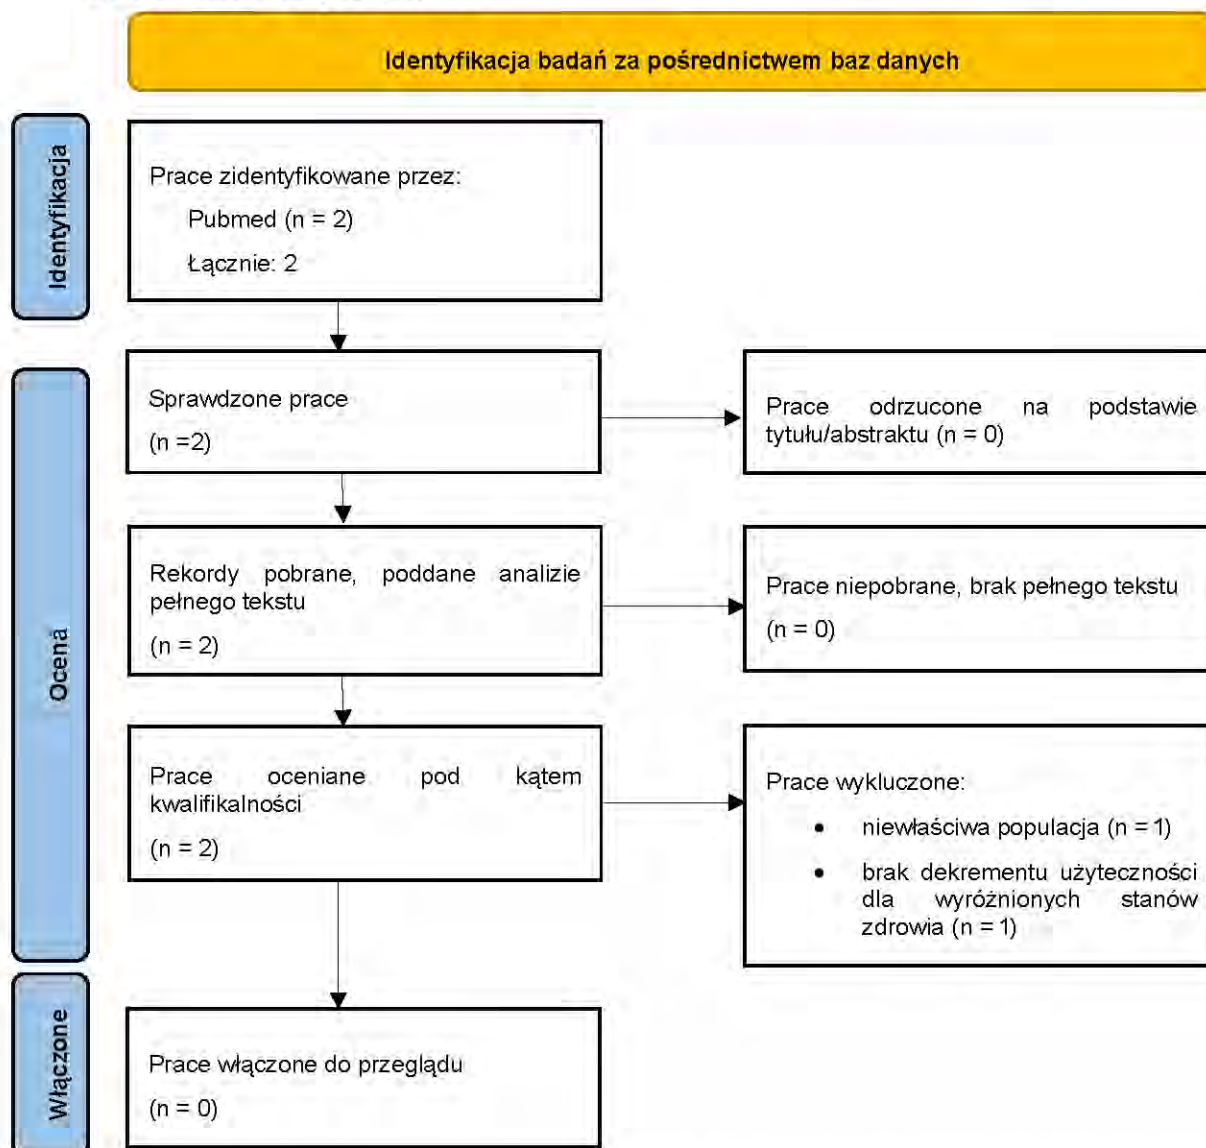 Identyfikacja badań za pośrednictwem baz danych
Identyfikacja
Prace zidentyfikowane przez:
Pubmed (n = 2)
Łącznie: 2
Ocena
Sprawdzone prace
(n =2)
Prace odrzucone na podstawie
tytułu/abstraktu (n = 0)
Rekordy pobrane, poddane analizie
pełnego tekstu
(n = 2)
Prace niepobrane, brak pełnego tekstu
(n = 0)
Prace oceniane pod kątem
kwalifikalności
(n = 2)
Prace wykluczone:
• niewłaściwa populacja (n = 1)
• brak dekrementu użyteczności
dla wyróżnionych stanów
zdrowia (n = 1)
Włączone
Prace włączone do przeglądu
(n = 0)